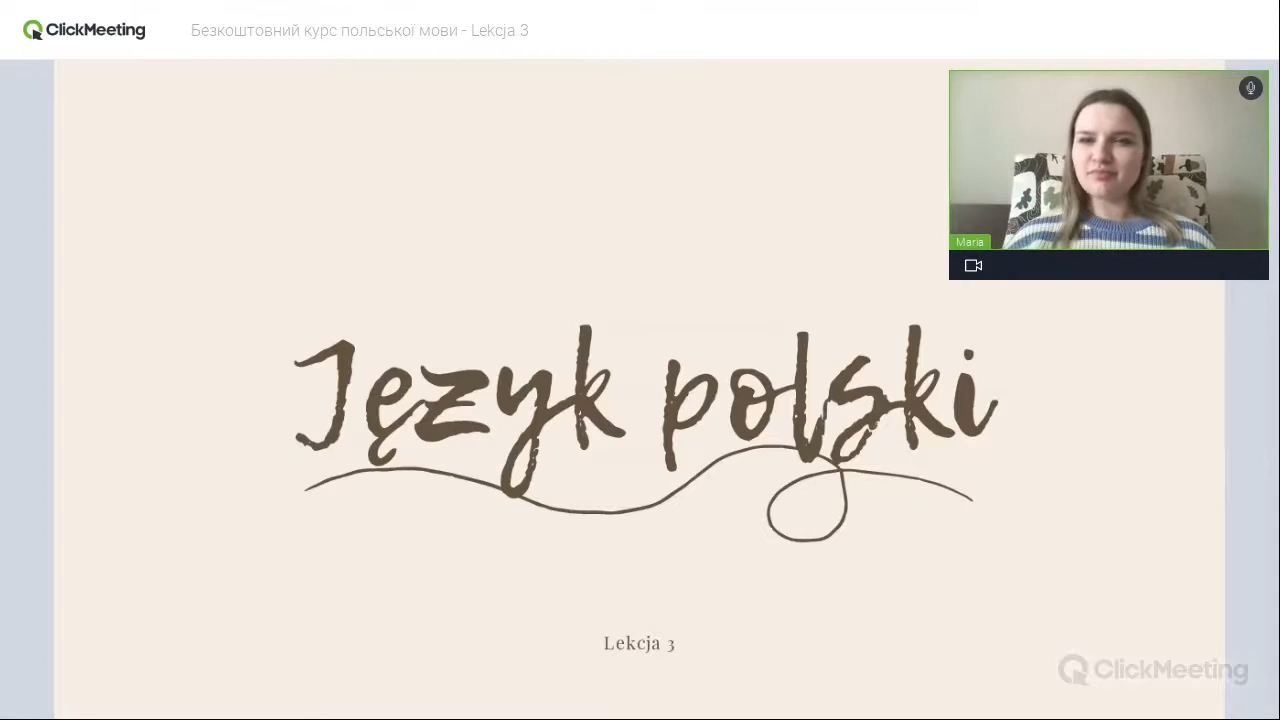 ClickMeeting Безкоштовний курс польської мови - Lekcja 3
Maria
Język polski
Lekcja 3
ClickMeeting